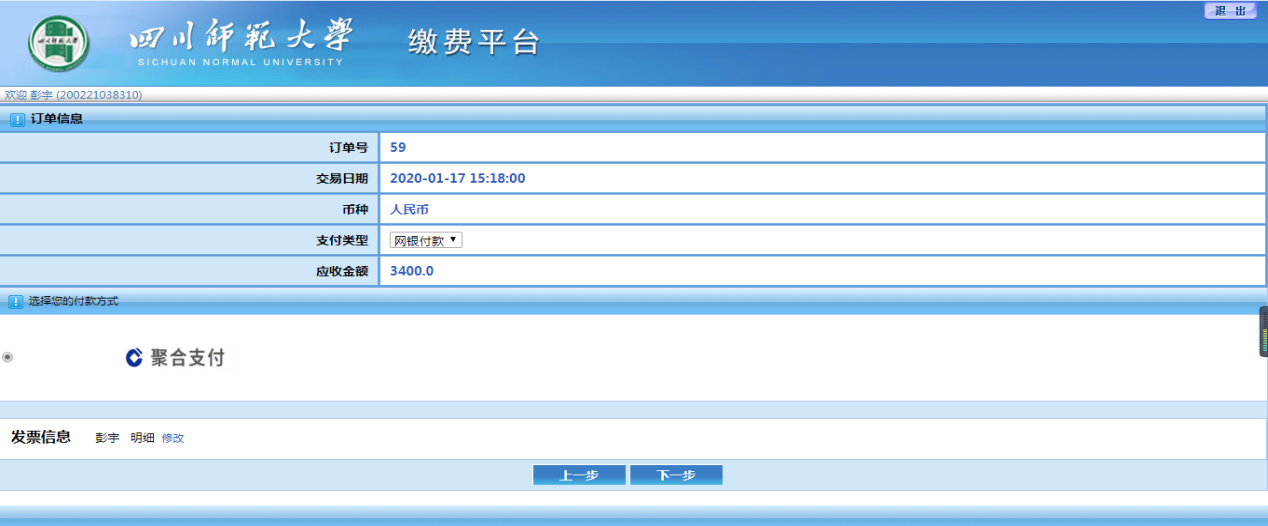 退 出
四川師範大學 缴费平台
SICHUAN NORMAL UNIVERSITY
欢迎 彭宇 (200221038310)
订单信息
订单号 59
交易日期 2020-01-17 15:18:00
币种 人民币
支付类型 网银付款
应收金额 3400.0
选择您的付款方式
聚合支付
发票信息 彭宇 明细 修改
上一步 下一步